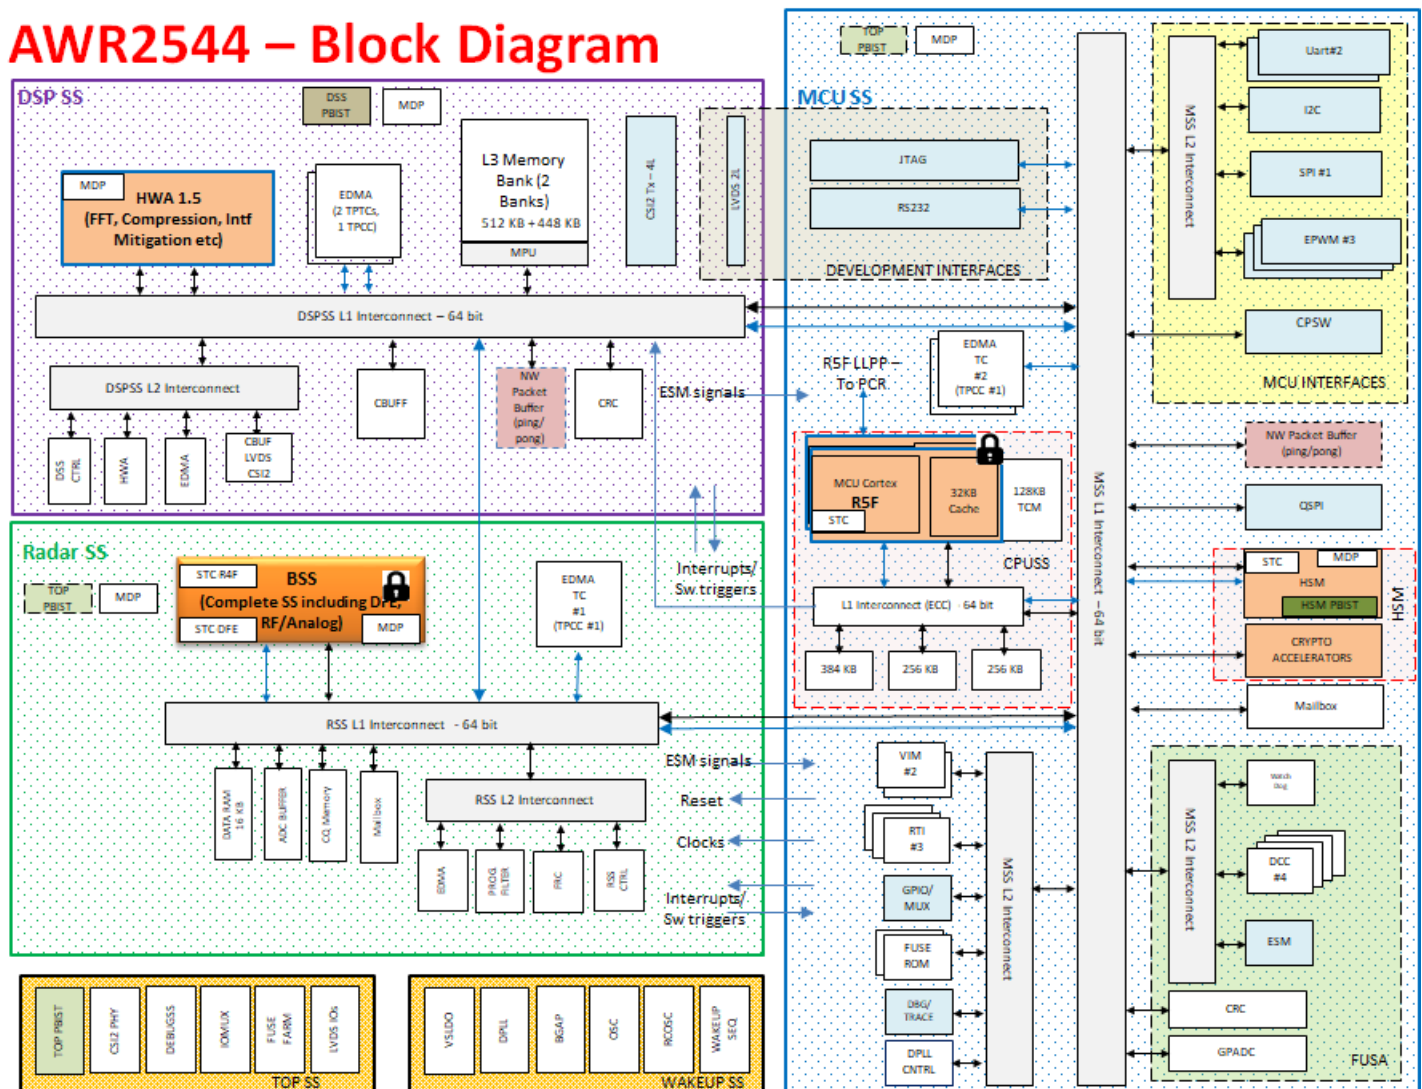 AWR2544 – Block Diagram
DSP SS
DSS
PBIST
MDP
MDP
HWA 1.5
(FFT, Compression, Intf
Mitigation etc)
EDMA
(2 TPTCs,
1 TPCC)
L3 Memory
Bank (2
Banks)
512 KB + 448 KB
MPU
CSI2 Tx – 4L
LVDS 2L
DSPSS L1 Interconnect – 64 bit
DSPSS L2 Interconnect
DSS
CTRL
HWA
EDMA
CBUF
LVDS
CSI2
CBUFF
NW
Packet
Buffer
(ping/
pong)
CRC
ESM signals
Interrupts/
Sw triggers
Radar SS
TOP
PBIST
MDP
STC R4F
BSS
(Complete SS including DFE,
RF/Analog)
STC DFE
MDP
EDMA
TC
#1
(TPCC #1)
RSS L1 Interconnect - 64 bit
DATA RAM
16 KB
ADC BUFFER
CQ Memory
Mailbox
RSS L2 Interconnect
EDMA
PROG
FILTER
FRC
RSS
CTRL
ESM signals
Reset
Clocks
Interrupts/
Sw triggers
TOP PBIST
CSI2 PHY
DEBUGSS
IOMUX
FUSE
FARM
LVDS IOs
TOP SS
VSLDO
DPLL
BGAP
OSC
RCOSC
WAKEUP
SEQ
WAKEUP SS
MCU SS
TOP
PBIST
MDP
JTAG
RS232
DEVELOPMENT INTERFACES
R5F LLPP –
To PCR
EDMA
TC
#2
(TPCC #1)
MCU Cortex
R5F
STC
32KB
Cache
128KB
TCM
CPUSS
L1 Interconnect (ECC) - 64 bit
384 KB
256 KB
256 KB
VIM
#2
RTI
#3
GPIO/
MUX
FUSE
ROM
DBG/
TRACE
DPLL
CNTRL
MSS L2 Interconnect
MSS L1 Interconnect – 64 bit
MSS L2 Interconnect
Uart#2
I2C
SPI #1
EPWM #3
CPSW
MCU INTERFACES
NW Packet Buffer
(ping/pong)
QSPI
STC
MDP
HSM
HSM PBIST
CRYPTO
ACCELERATORS
HSM
Mailbox
MSS L2 Interconnect
Watch
Dog
DCC
#4
ESM
CRC
GPADC
FUSA